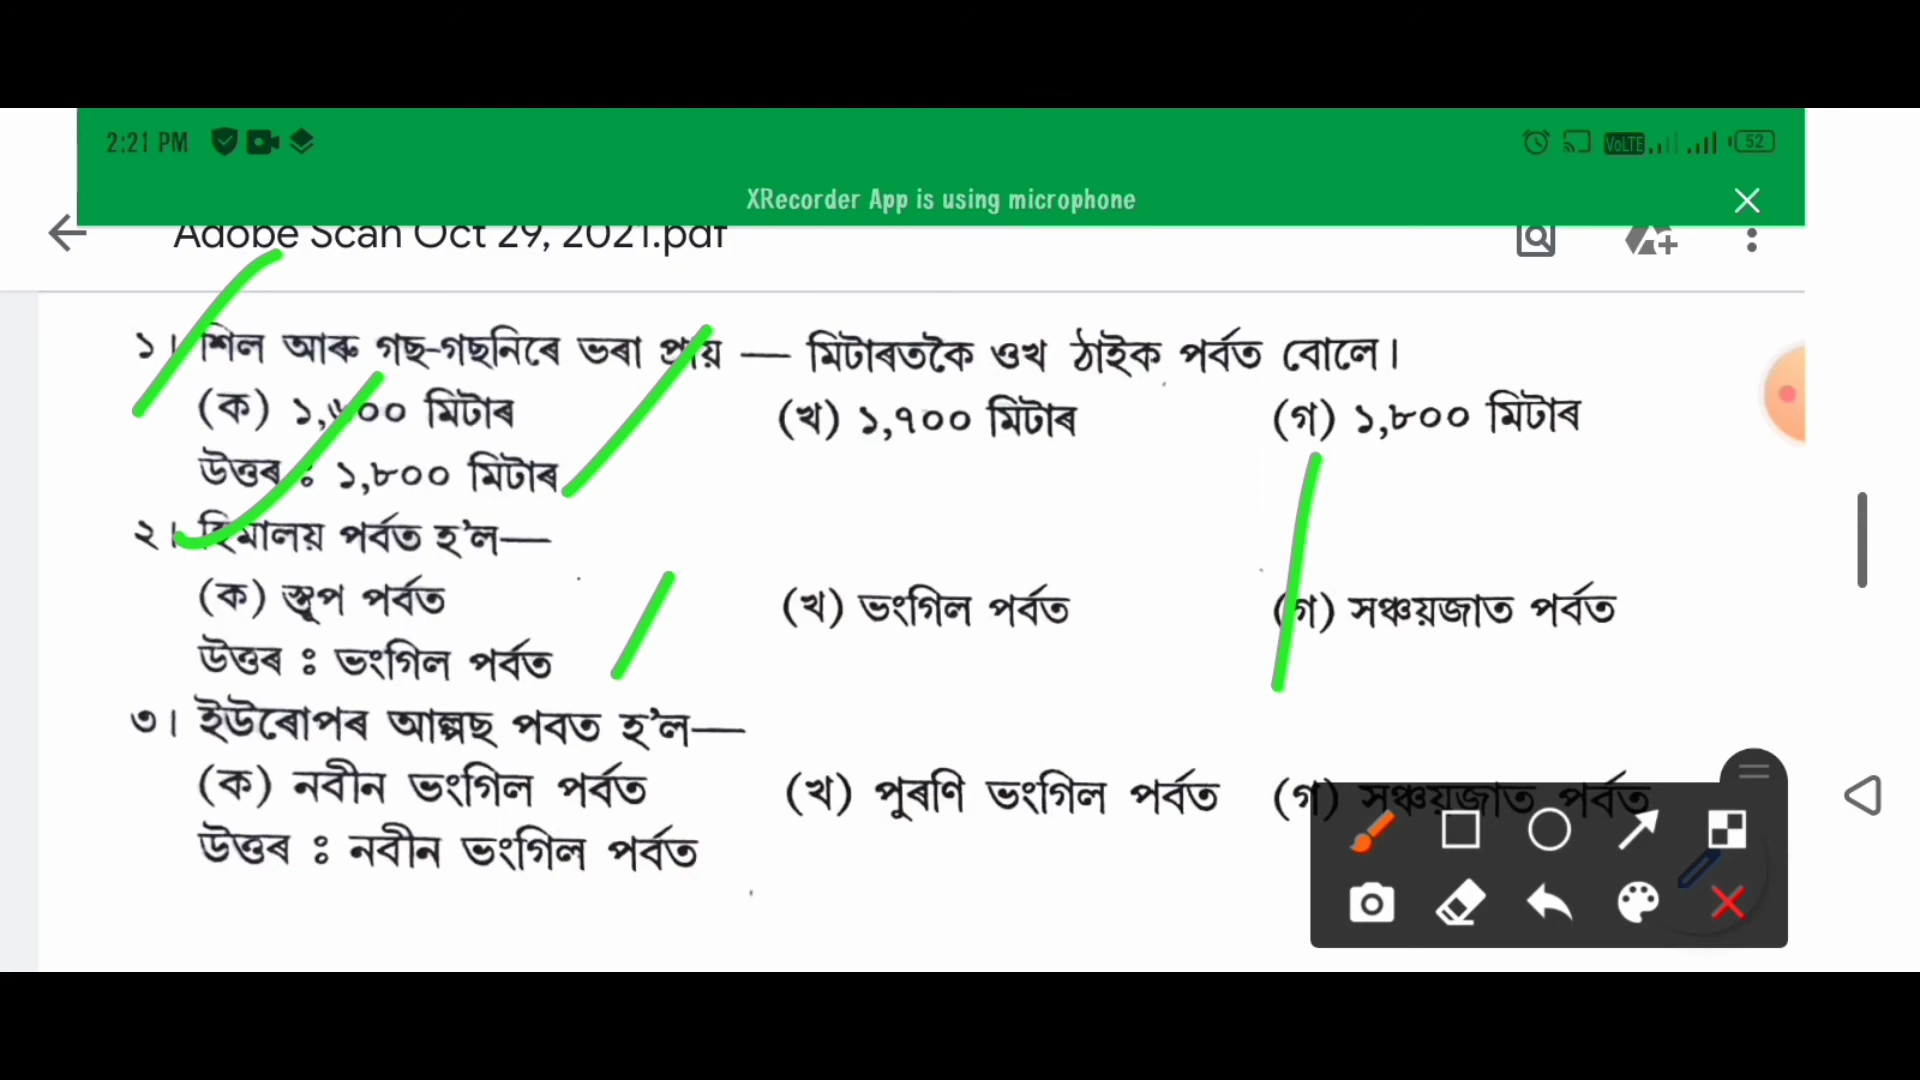 2:21 PM VoLTE 52
XRecorder App is using microphone
Adobe Scan Oct 29, 2021.pdf
১। শিল আৰু গছ-গছনিৰে ভৰা প্ৰায় — মিটাৰতকৈ ওখ ঠাইক পৰ্বত বোলে।
(ক) ১,৬০০ মিটাৰ (খ) ১,৭০০ মিটাৰ (গ) ১,৮০০ মিটাৰ
উত্তৰ ঃ ১,৮০০ মিটাৰ
২। হিমালয় পৰ্বত হ’ল—
(ক) স্তূপ পৰ্বত (খ) ভংগিল পৰ্বত (গ) সঞ্চয়জাত পৰ্বত
উত্তৰ ঃ ভংগিল পৰ্বত
৩। ইউৰোপৰ আল্পছ পবত হ’ল—
(ক) নবীন ভংগিল পৰ্বত (খ) পুৰণি ভংগিল পৰ্বত (গ) সঞ্চয়জাত পৰ্বত
উত্তৰ ঃ নবীন ভংগিল পৰ্বত